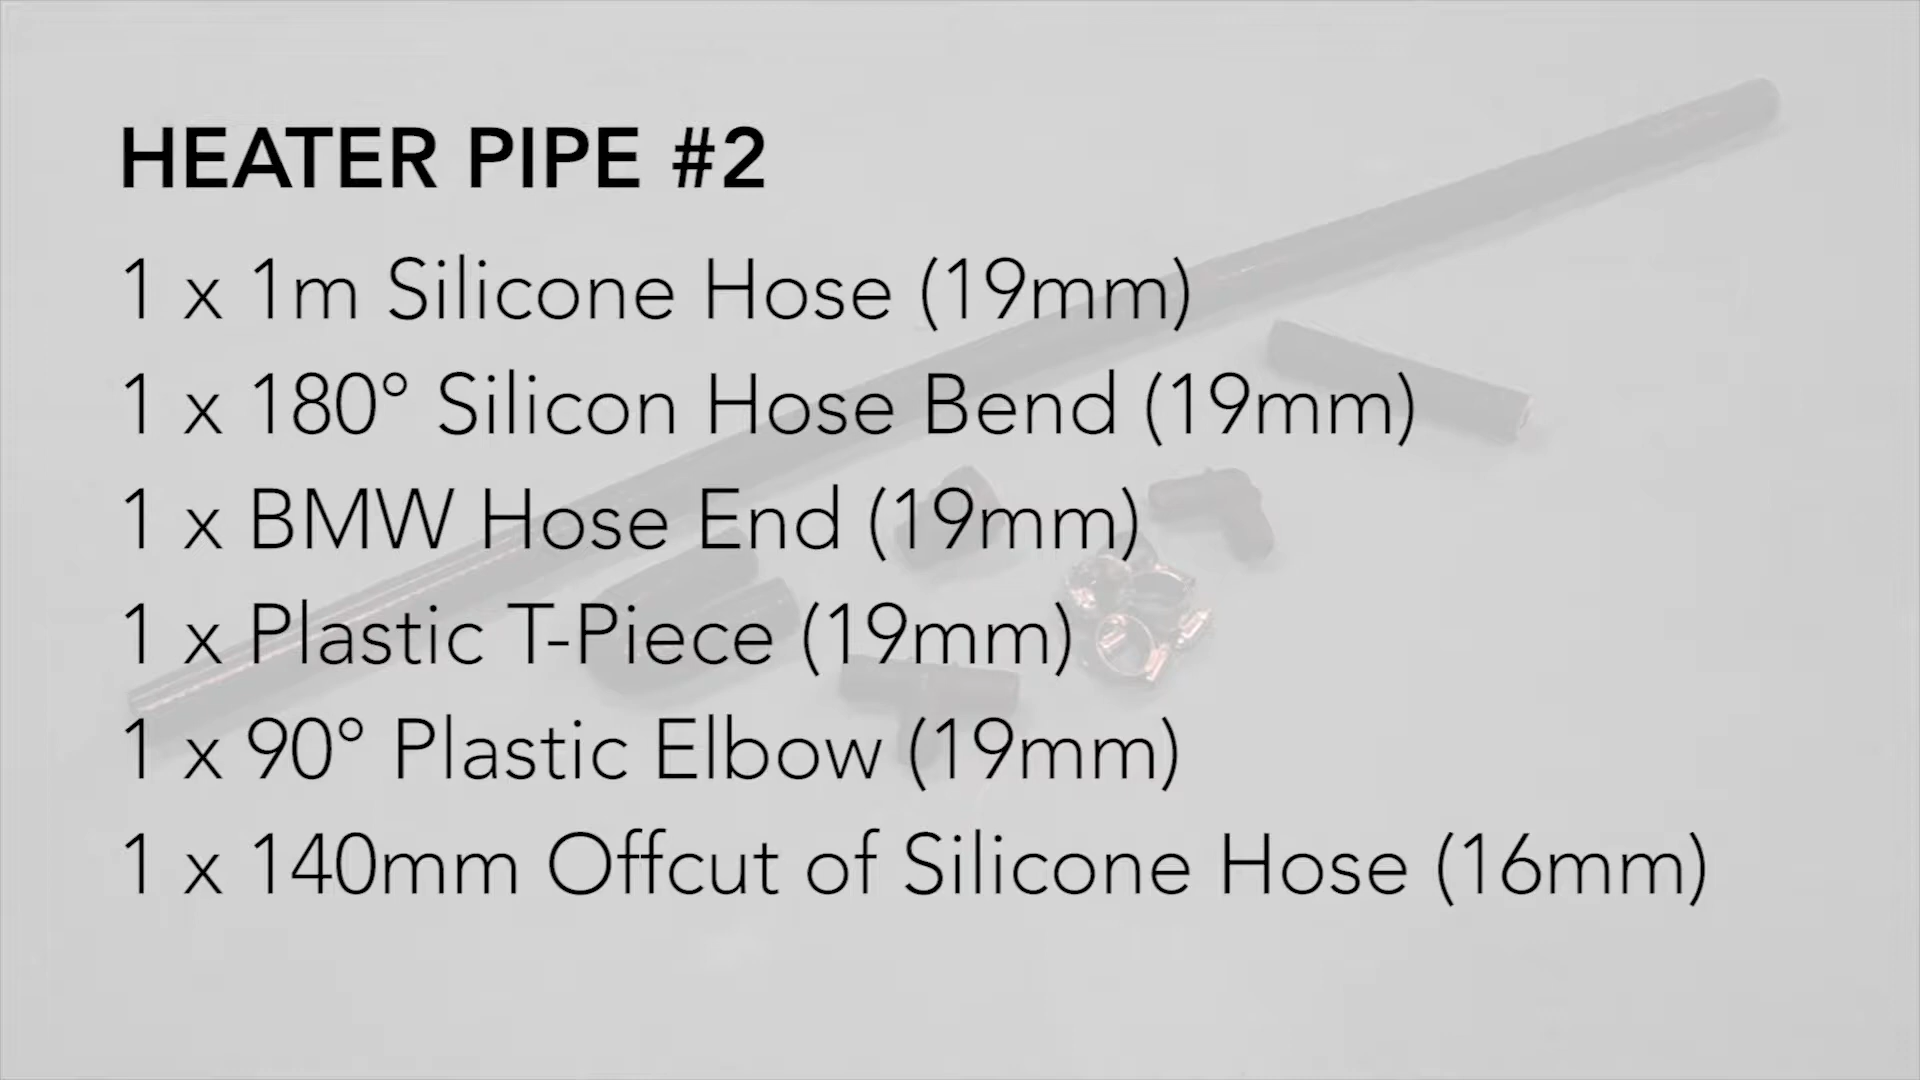 HEATER PIPE #2
1 x 1m Silicone Hose (19mm)
1 x 180° Silicon Hose Bend (19mm)
1 x BMW Hose End (19mm)
1 x Plastic T-Piece (19mm)
1 x 90° Plastic Elbow (19mm)
1 x 140mm Offcut of Silicone Hose (16mm)